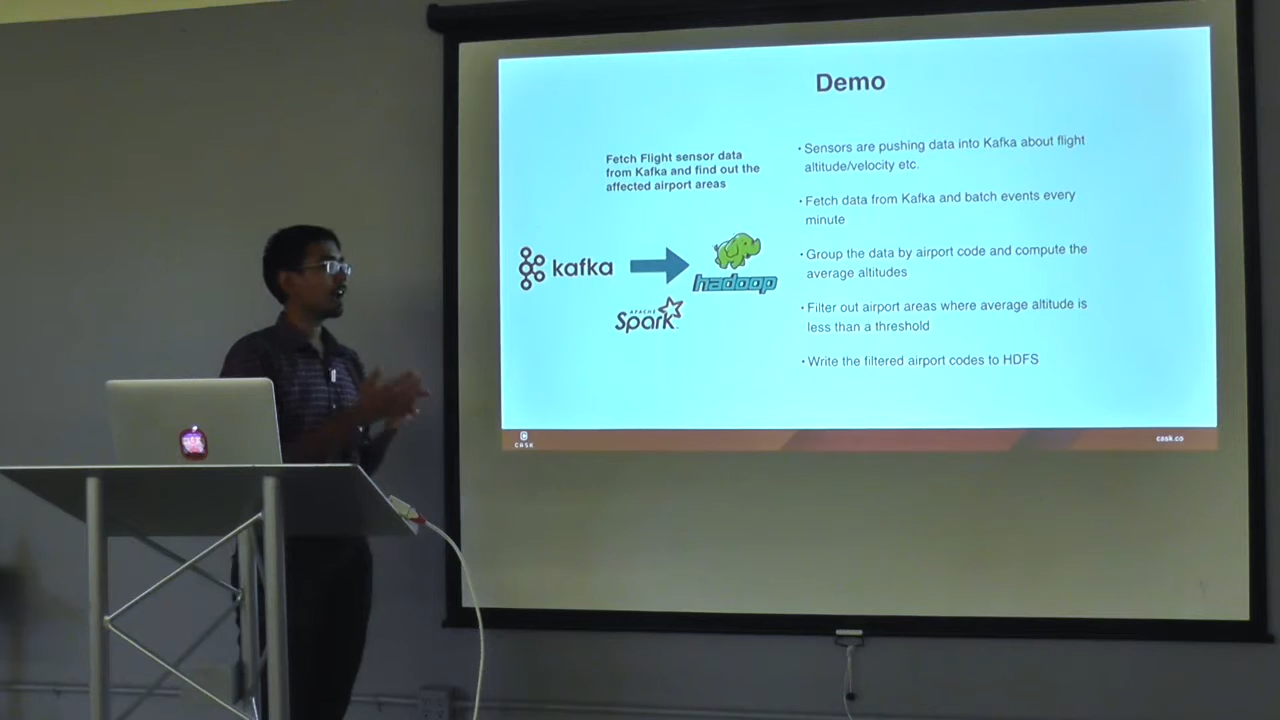 Demo
Fetch Flight sensor data
from Kafka and find out the
affected airport areas
kafka
hadoop
APACHE
Spark
• Sensors are pushing data into Kafka about flight
altitude/velocity etc.
• Fetch data from Kafka and batch events every
minute
• Group the data by airport code and compute the
average altitudes
• Filter out airport areas where average altitude is
less than a threshold
• Write the filtered airport codes to HDFS
CASK
cask.co